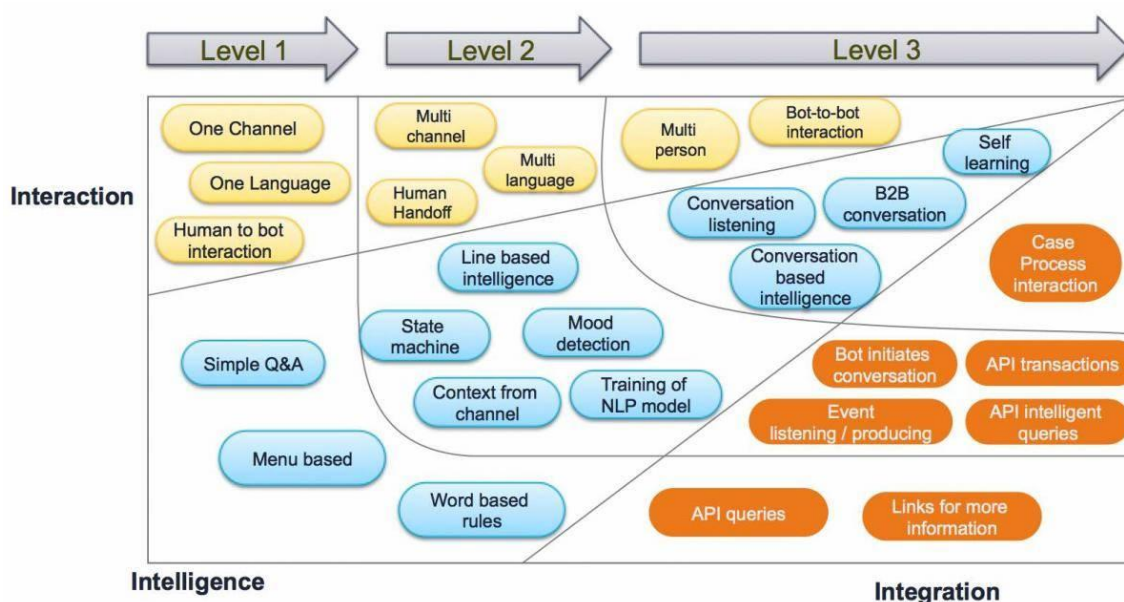 Level 1
Level 2
Level 3
One Channel
One Language
Human to bot
interaction
Multi
channel
Multi
language
Human
Handoff
Multi
person
Bot-to-bot
interaction
Self
learning
Interaction
Conversation
listening
B2B
conversation
Conversation
based
intelligence
Case
Process
interaction
Line based
intelligence
State
machine
Mood
detection
Simple Q&A
Context from
channel
Training of
NLP model
Bot initiates
conversation
API transactions
Event
listening / producing
API intelligent
queries
Menu based
Word based
rules
API queries
Links for more
information
Intelligence
Integration